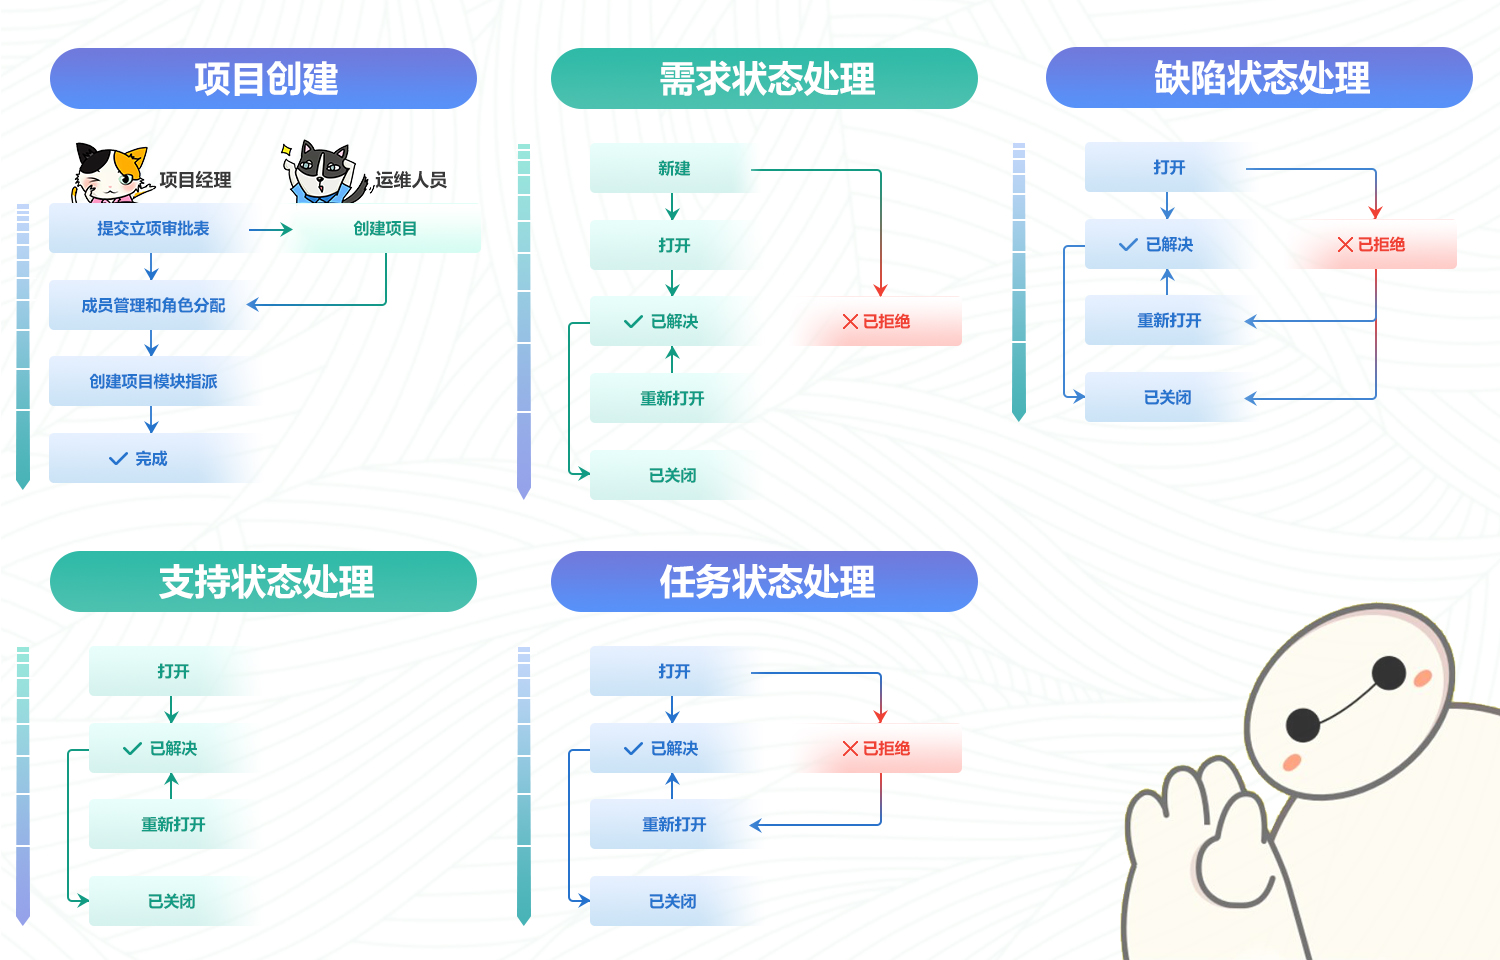 项目创建
项目经理
运维人员
提交立项审批表
创建项目
成员管理和角色分配
创建项目模块指派
完成
需求状态处理
新建
打开
已解决
已拒绝
重新打开
已关闭
缺陷状态处理
打开
已解决
已拒绝
重新打开
已关闭
支持状态处理
打开
已解决
重新打开
已关闭
任务状态处理
打开
已解决
已拒绝
重新打开
已关闭